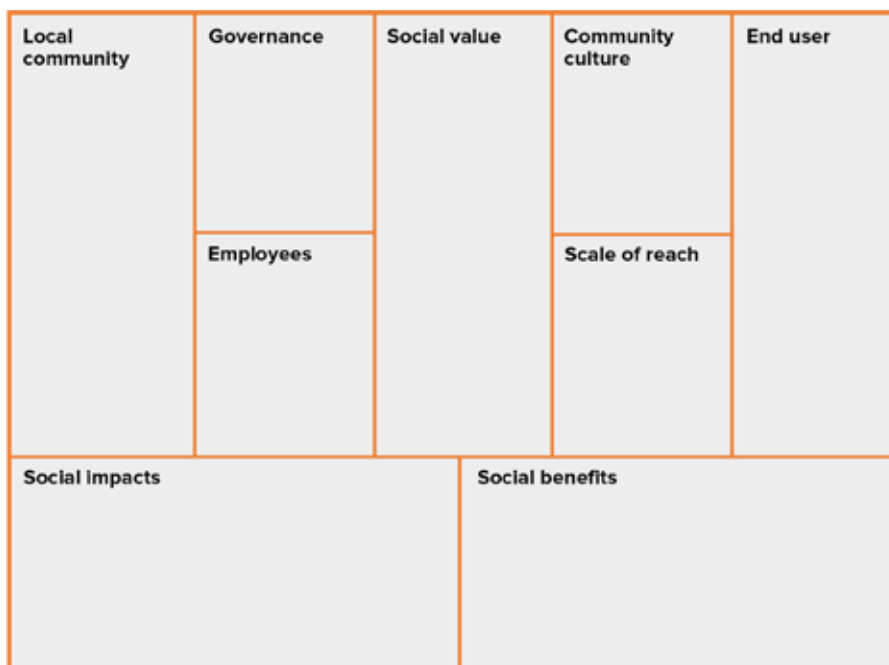 Local
community
Governance
Social value
Community
culture
End user
Employees
Scale of reach
Social impacts
Social benefits